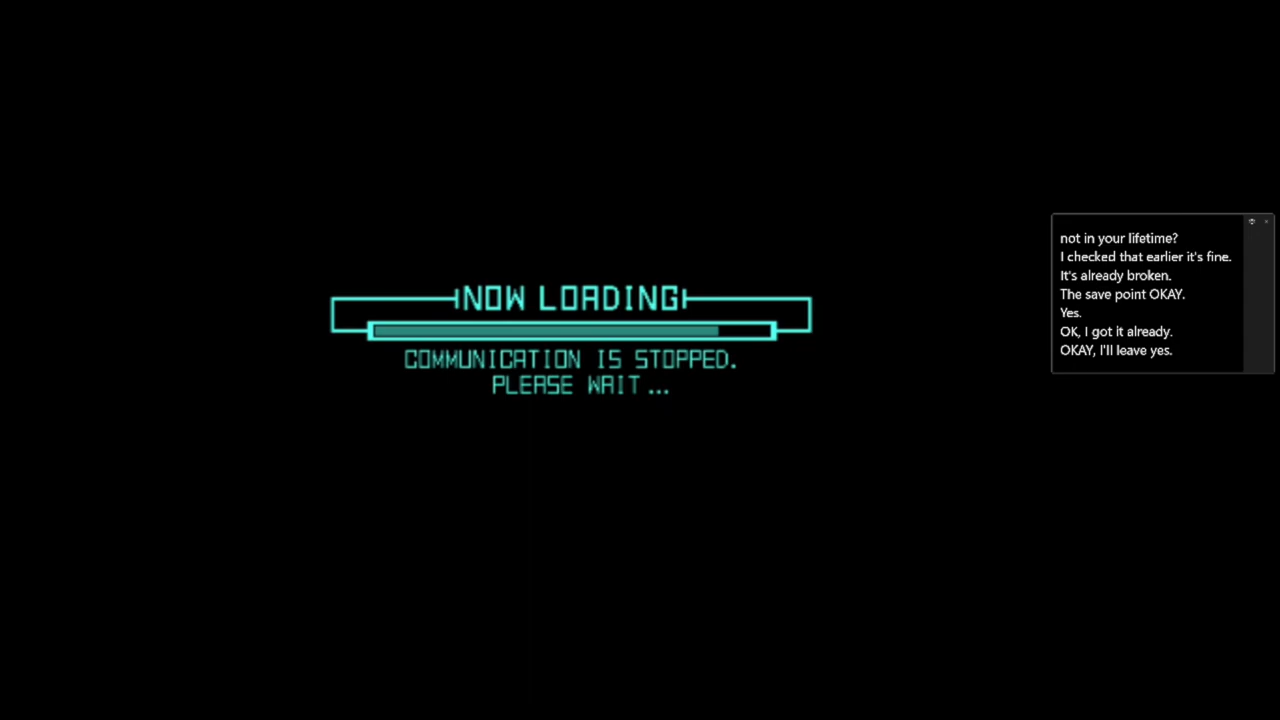 NOW LOADING
COMMUNICATION IS STOPPED.
PLEASE WAIT...
not in your lifetime?
I checked that earlier it's fine.
It's already broken.
The save point OKAY.
Yes.
OK, I got it already.
OKAY, I'll leave yes.